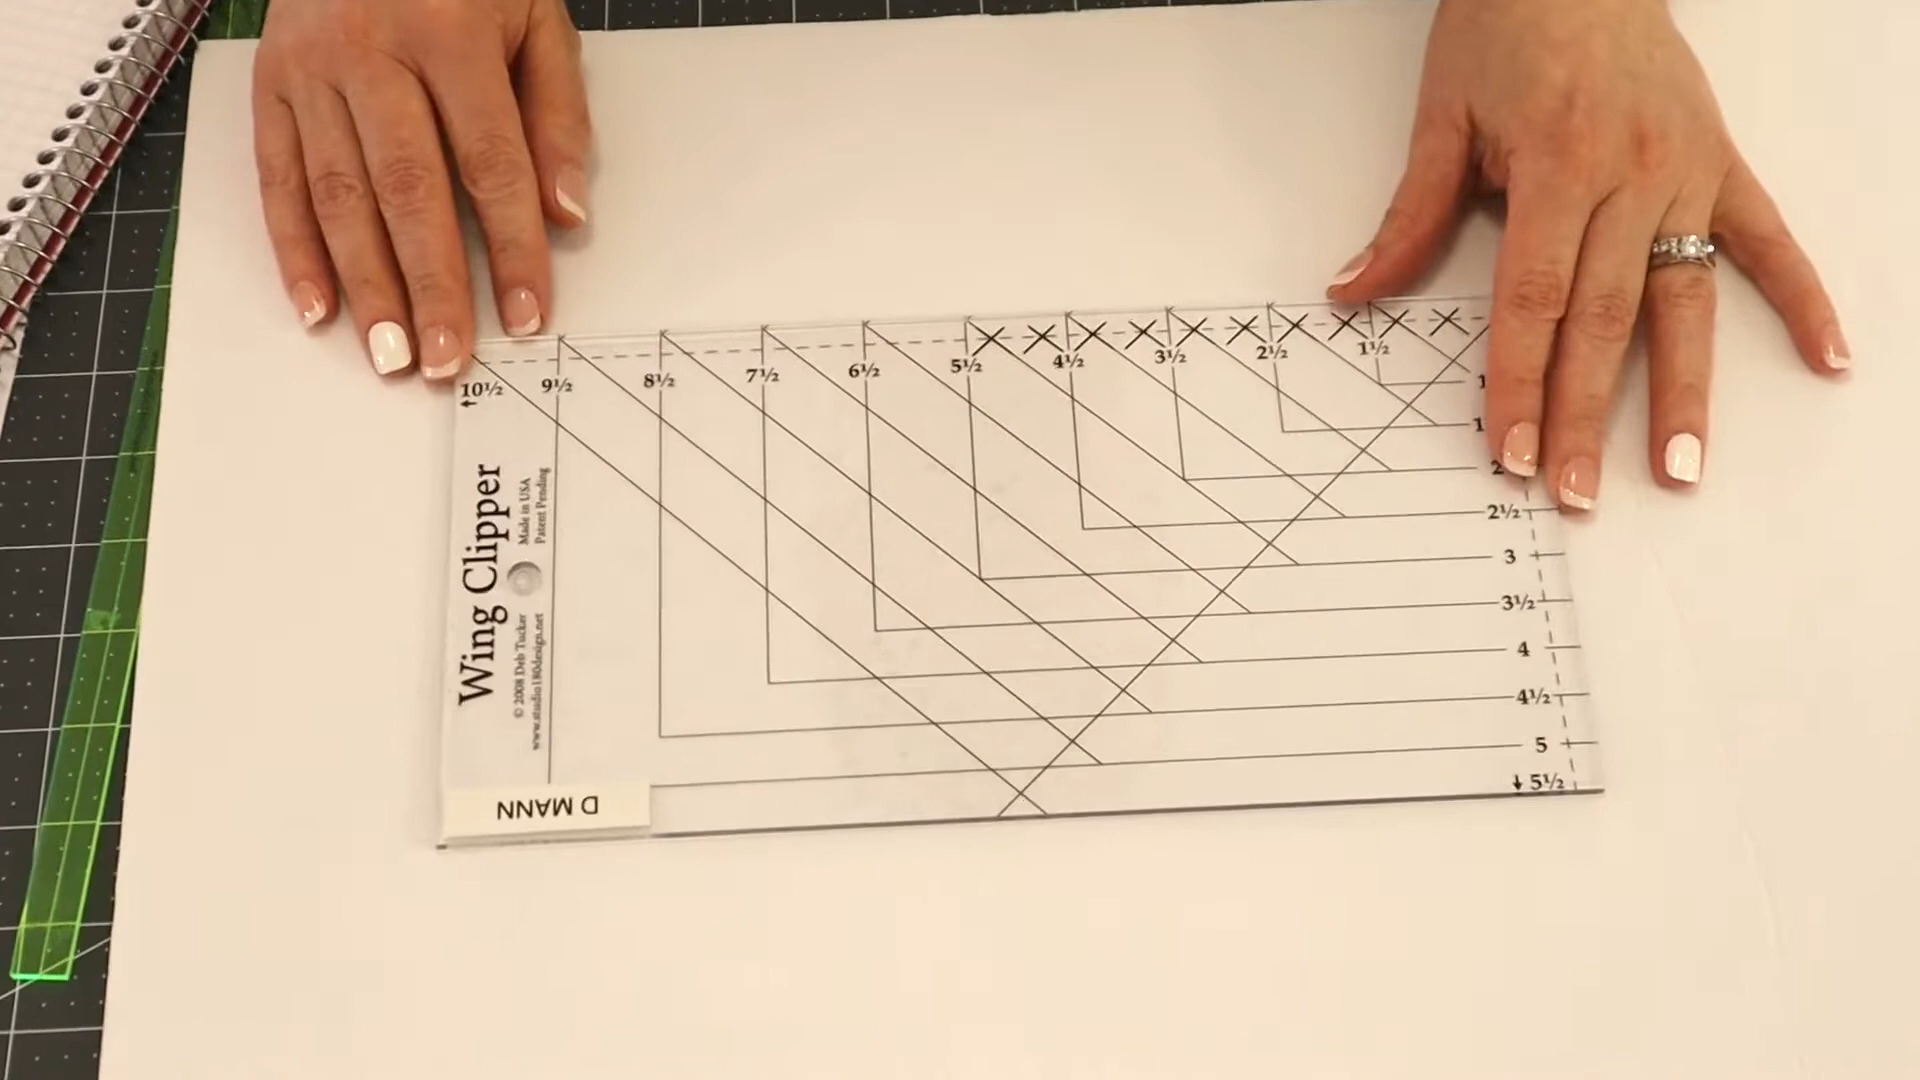 10½ 9½ 8½ 7½ 6½ 5½ 4½ 3½ 2½ 1½
2
2½
3
3½
4
4½
5
5½
Wing Clipper
© 2008 Deb Tucker
www.studio180design.net
Made in USA
Patent Pending
D MANN